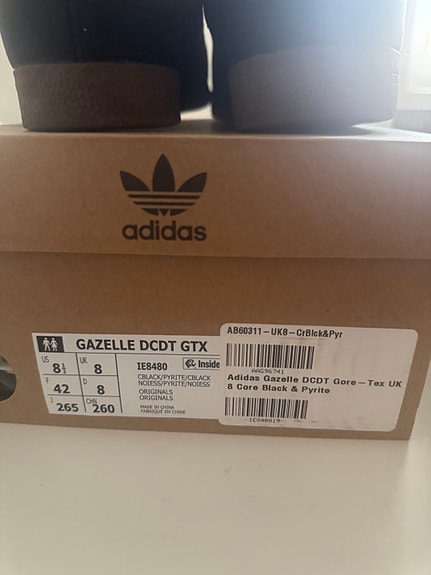 adidas
GAZELLE DCDT GTX
US 8½ UK 8
F 42 D 8
J 265 CHN 260
IE8480
Inside
CBLACK/PYRITE/CBLACK
NOIESS/PYRITE/NOIESS
ORIGINALS
ORIGINALS
MADE IN CHINA
FABRIQUÉ EN CHINE
AB60311-UK8-CrBlck&Pyr
AAG96741
Adidas Gazelle DCDT Gore-Tex UK
8 Core Black & Pyrite